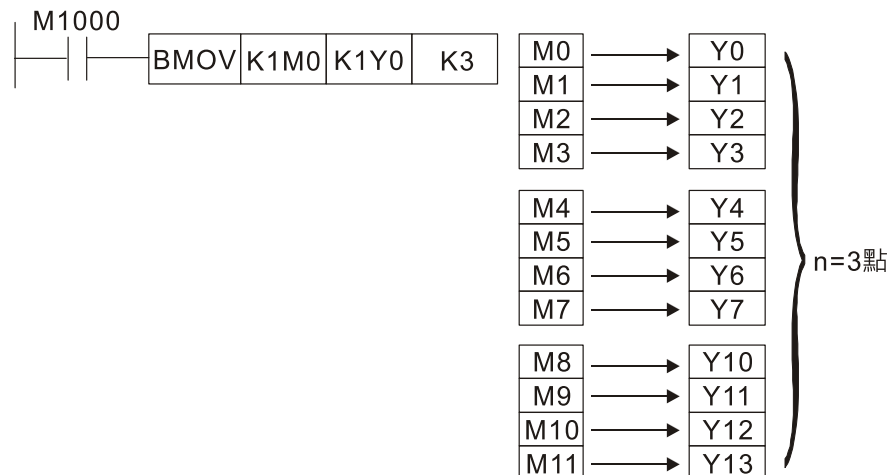 M1000
BMOV K1M0 K1Y0 K3
M0 Y0
M1 Y1
M2 Y2
M3 Y3
M4 Y4
M5 Y5
M6 Y6
M7 Y7
n=3點
M8 Y10
M9 Y11
M10 Y12
M11 Y13